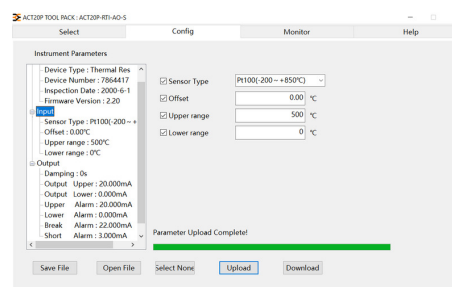 ACT20P TOOL PACK : ACT20P-RTI-AO-S
Select
Config
Monitor
Help
Instrument Parameters
Device Type : Thermal Res
Device Number : 7864417
Inspection Date : 2000-6-1
Firmware Version : 2.20
Input
Sensor Type : Pt100(-200 ~ +
Offset : 0.00℃
Upper range : 500℃
Lower range : 0℃
Output
Damping : 0s
Output Upper : 20.000mA
Output Lower : 0.000mA
Upper Alarm : 20.000mA
Lower Alarm : 0.000mA
Break Alarm : 22.000mA
Short Alarm : 3.000mA
Sensor Type
Pt100(-200 ~ +850℃)
Offset
0.00 ℃
Upper range
500 ℃
Lower range
0 ℃
Parameter Upload Complete!
Save File
Open File
Select None
Upload
Download